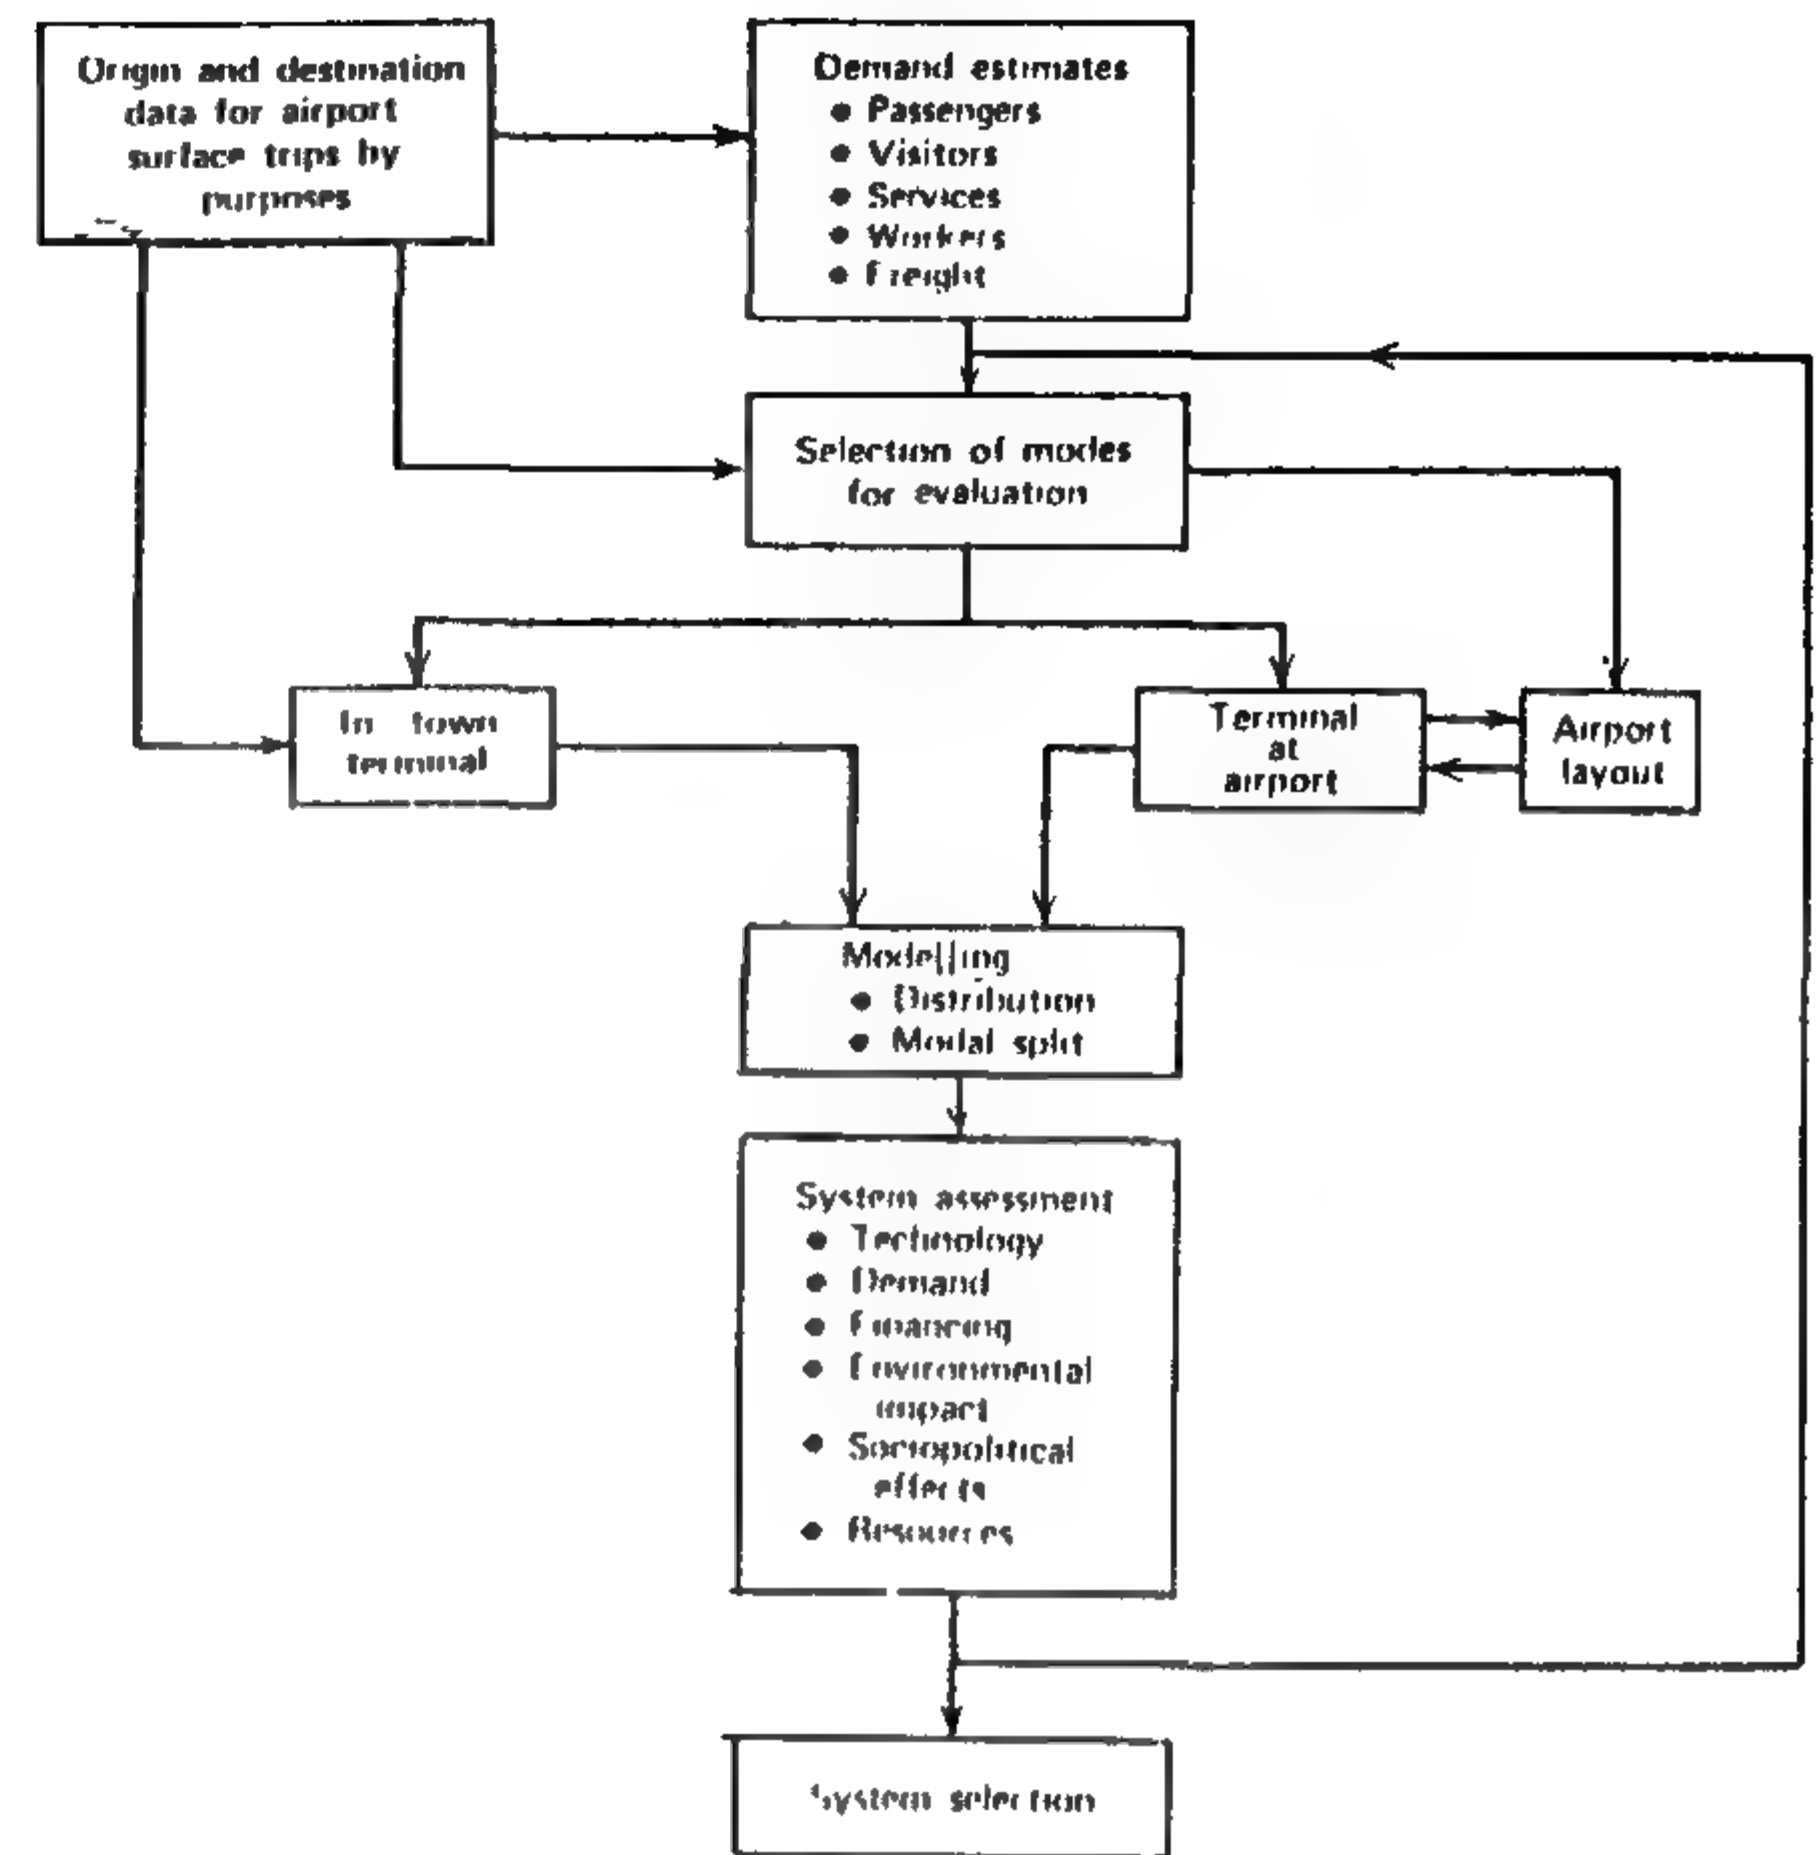 Origin and destination
data for airport
surface trips by
purposes
Demand estimates
● Passengers
● Visitors
● Services
● Workers
● Freight
Selection of modes
for evaluation
In town
terminal
Terminal
at
airport
Airport
layout
Modelling
● Distribution
● Modal split
System assessment
● Technology
● Demand
● Financing
● Environmental
impact
● Sociopolitical
effects
● Resources
System selection